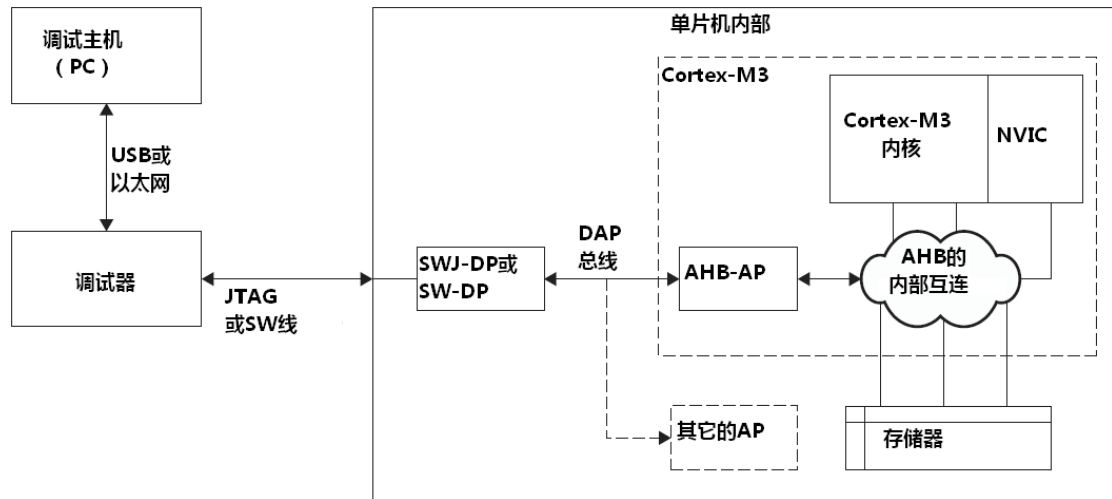 单片机内部
调试主机
（PC）
Cortex-M3
Cortex-M3
内核
NVIC
USB或
以太网
调试器
JTAG
或SW线
SWJ-DP或
SW-DP
DAP
总线
AHB-AP
AHB的
内部互连
其它的AP
存储器